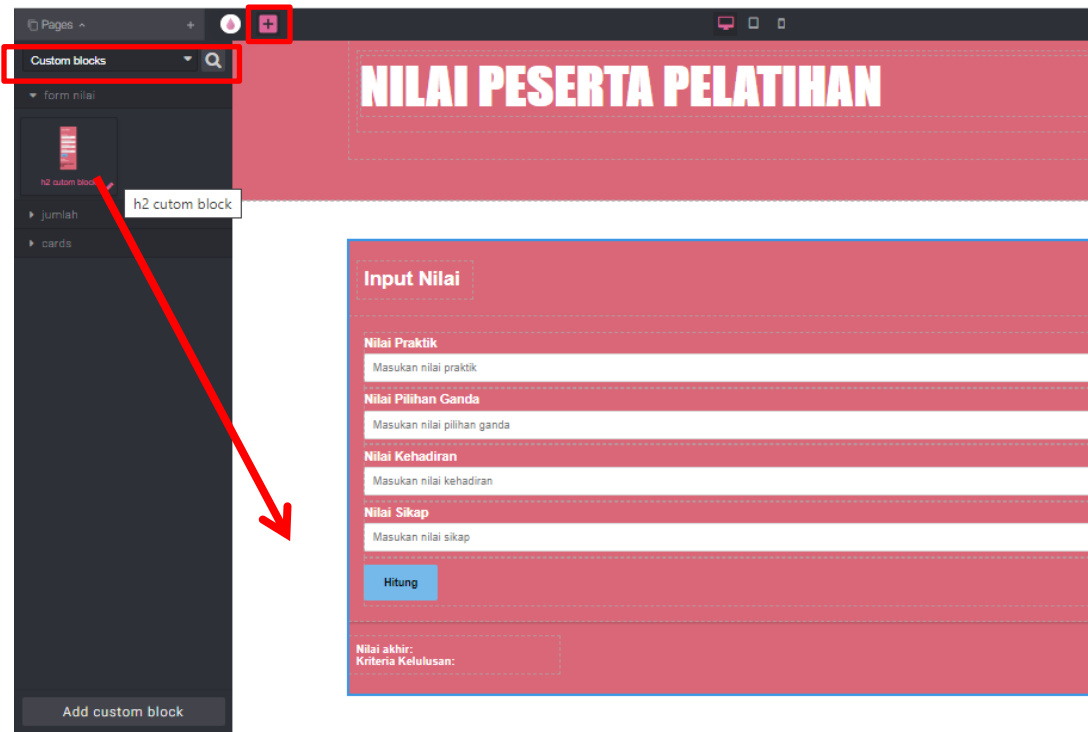 Pages
Custom blocks
form nilai
h2 cutom block
h2 cutom block
jumlah
cards
Add custom block
NILAI PESERTA PELATIHAN
Input Nilai
Nilai Praktik
Masukan nilai praktik
Nilai Pilihan Ganda
Masukan nilai pilihan ganda
Nilai Kehadiran
Masukan nilai kehadiran
Nilai Sikap
Masukan nilai sikap
Hitung
Nilai akhir:
Kriteria Kelulusan: